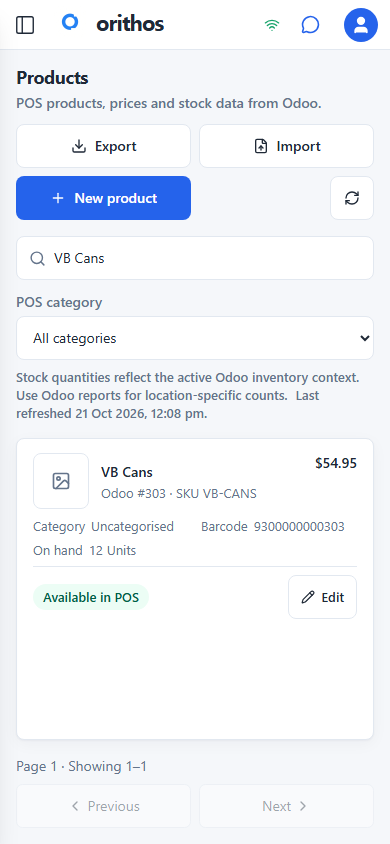 orithos
Products
POS products, prices and stock data from Odoo.
Export
Import
New product
VB Cans
POS category
All categories
Stock quantities reflect the active Odoo inventory context.
Use Odoo reports for location-specific counts. Last
refreshed 21 Oct 2026, 12:08 pm.
VB Cans
$54.95
Odoo #303 · SKU VB-CANS
Category Uncategorised Barcode 9300000000303
On hand 12 Units
Available in POS
Edit
Page 1 · Showing 1–1
Previous
Next